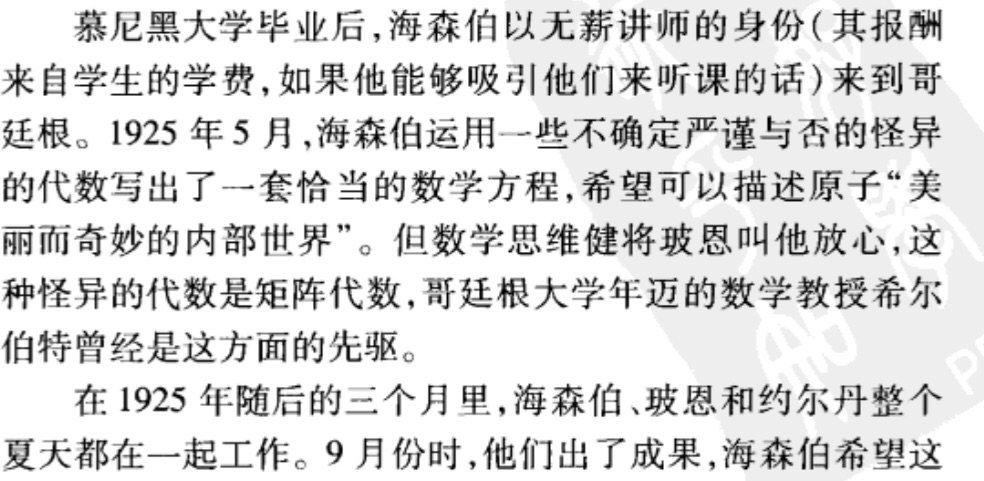 慕尼黑大学毕业后,海森伯以无薪讲师的身份(其报酬
来自学生的学费,如果他能够吸引他们来听课的话)来到哥
廷根。1925 年 5 月,海森伯运用一些不确定严谨与否的怪异
的代数写出了一套恰当的数学方程,希望可以描述原子“美
丽而奇妙的内部世界”。但数学思维健将玻恩叫他放心,这
种怪异的代数是矩阵代数,哥廷根大学年迈的数学教授希尔
伯特曾经是这方面的先驱。
在 1925 年随后的三个月里,海森伯、玻恩和约尔丹整个
夏天都在一起工作。9 月份时,他们出了成果,海森伯希望这